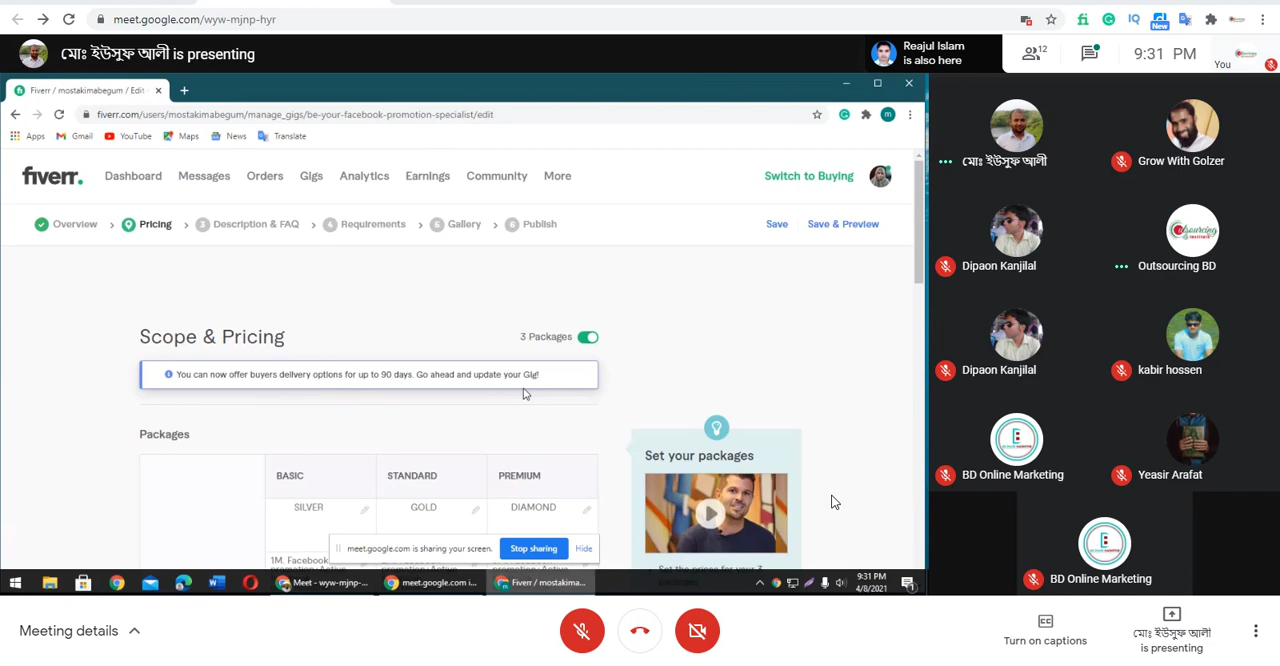 meet.google.com/wyw-mjnp-hyr
New
মোঃ ইউসুফ আলী is presenting
Reajul Islam
is also here
12
9:31 PM
You
Fiverr / mostakimabegum / Edit
fiverr.com/users/mostakimabegum/manage_gigs/be-your-facebook-promotion-specialist/edit
m
Apps Gmail YouTube Maps News Translate
fiverr.
Dashboard Messages Orders Gigs Analytics Earnings Community More
Switch to Buying
Overview Pricing 3 Description & FAQ 4 Requirements 5 Gallery 6 Publish
Save Save & Preview
Scope & Pricing
3 Packages
You can now offer buyers delivery options for up to 90 days. Go ahead and update your Gig!
Packages
BASIC STANDARD PREMIUM
SILVER GOLD DIAMOND
1M. Facebook
Set your packages
meet.google.com is sharing your screen.
Stop sharing
Hide
Meet - wyw-mjnp-...
meet.google.com i...
Fiverr / mostakima...
9:31 PM
4/8/2021
মোঃ ইউসুফ আলী
Grow With Golzer
Dipaon Kanjilal
Outsourcing BD
Dipaon Kanjilal
kabir hossen
BD Online Marketing
Yeasir Arafat
BD Online Marketing
Meeting details
Turn on captions
মোঃ ইউসুফ আলী
is presenting